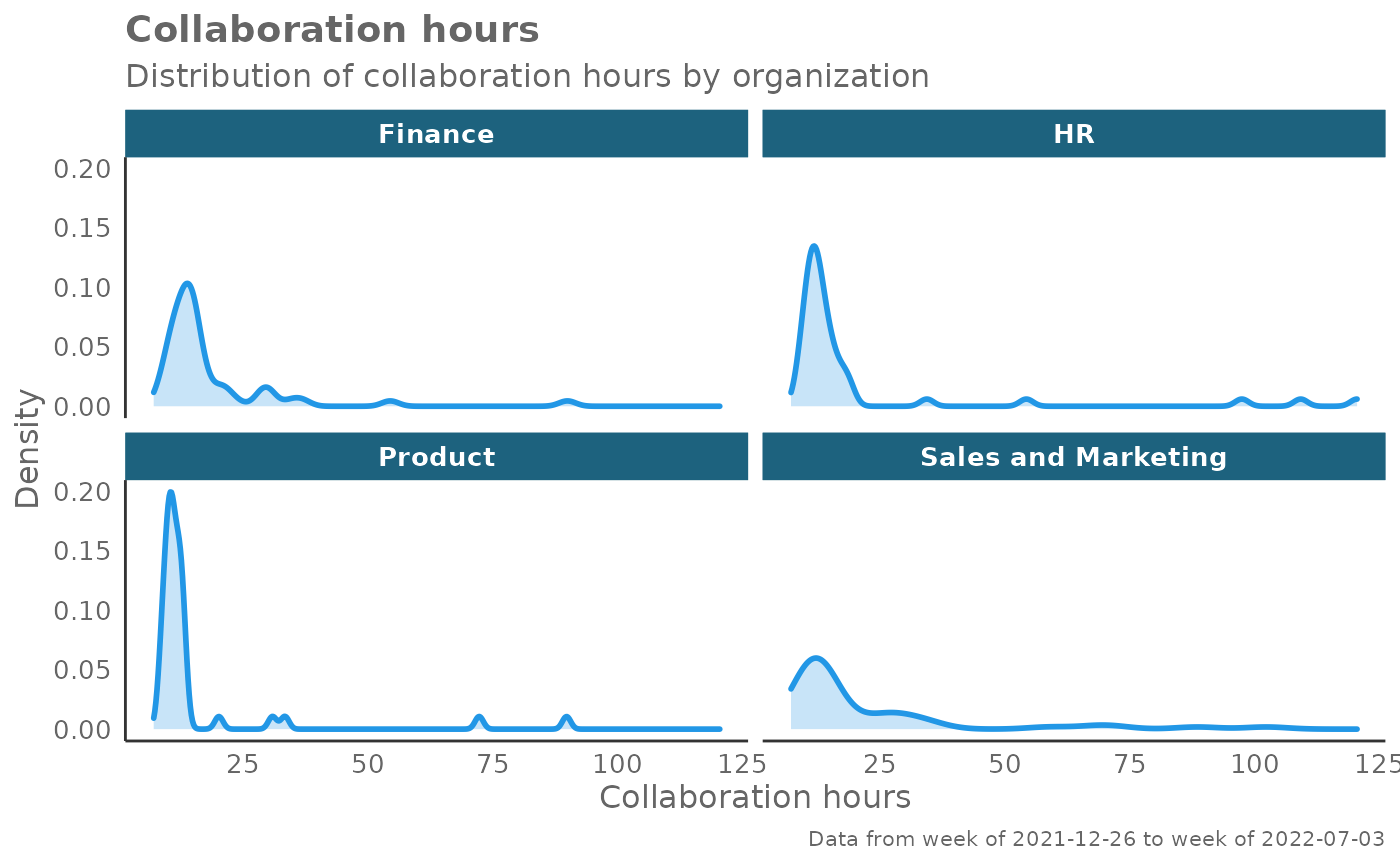 Collaboration hours
Distribution of collaboration hours by organization
Finance
HR
0.20
0.15
0.10
0.05
0.00
Density
Product
Sales and Marketing
0.20
0.15
0.10
0.05
0.00
25 50 75 100 125
25 50 75 100 125
Collaboration hours
Data from week of 2021-12-26 to week of 2022-07-03